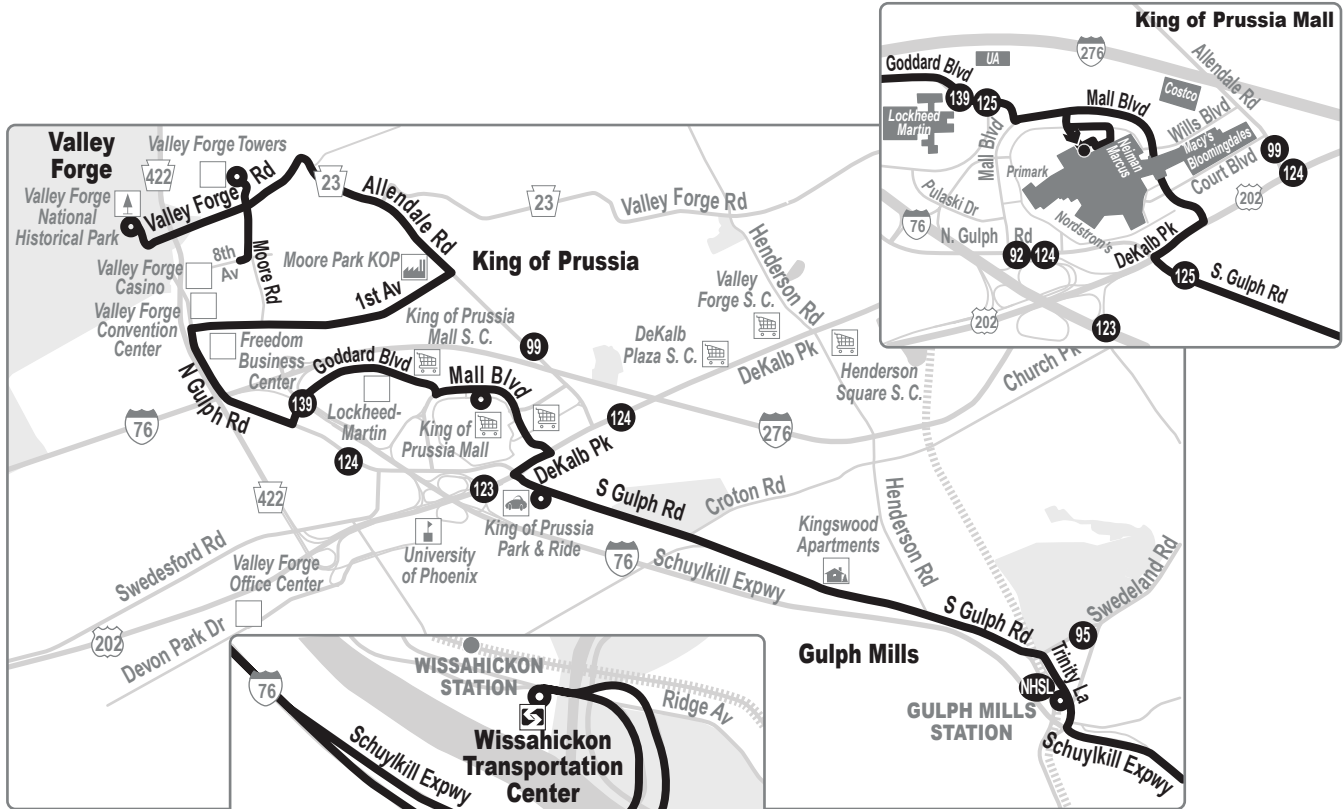 King of Prussia Mall
276
Allendale Rd
Goddard Blvd
UA
139
125
Mall Blvd
Costco
Lockheed
Martin
Mall Blvd
Wills Blvd
Neiman
Marcus
Macy's
Bloomingdales
99
124
Primark
Court Blvd
202
Pulaski Dr
Nordstrom's
76
N. Gulph Rd
DeKalb Pk
92
124
125
S. Gulph Rd
202
123
Valley
Forge
422
Valley Forge Towers
Valley Forge
National
Historical Park
Valley Forge Rd
23
Allendale Rd
23
Valley Forge Rd
8th
Av
Moore Rd
Moore Park KOP
King of Prussia
Henderson Rd
Valley Forge
Casino
Valley Forge
Convention
Center
1st Av
King of Prussia
Mall S. C.
Valley
Forge S. C.
Freedom
Business
Center
Goddard Blvd
99
DeKalb
Plaza S. C.
DeKalb Pk
Henderson
Square S. C.
Church Pk
Mall Blvd
N Gulph Rd
139
Lockheed-
Martin
King of
Prussia Mall
124
276
76
124
DeKalb Pk
422
123
S Gulph Rd
Croton Rd
Henderson Rd
King of Prussia
Park & Ride
University
of Phoenix
Kingswood
Apartments
76
Schuylkill Expwy
Swedesford Rd
Valley Forge
Office Center
Swedeland Rd
202
Devon Park Dr
S Gulph Rd
95
Gulph Mills
Trinity La
NHSL
GULPH MILLS
STATION
Schuylkill Expwy
WISSAHICKON
STATION
76
Ridge Av
Wissahickon
Transportation
Center
Schuylkill Expwy